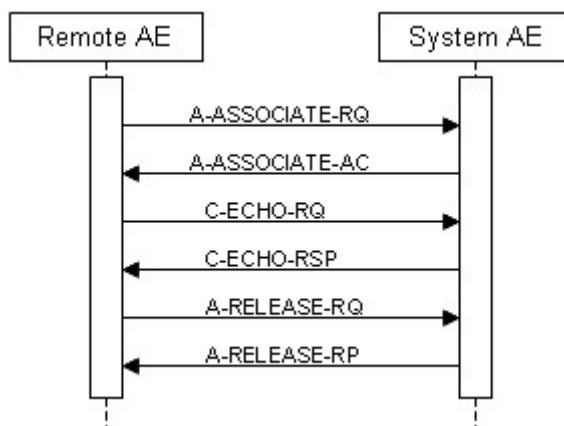 Remote AE
System AE
A-ASSOCIATE-RQ
A-ASSOCIATE-AC
C-ECHO-RQ
C-ECHO-RSP
A-RELEASE-RQ
A-RELEASE-RP